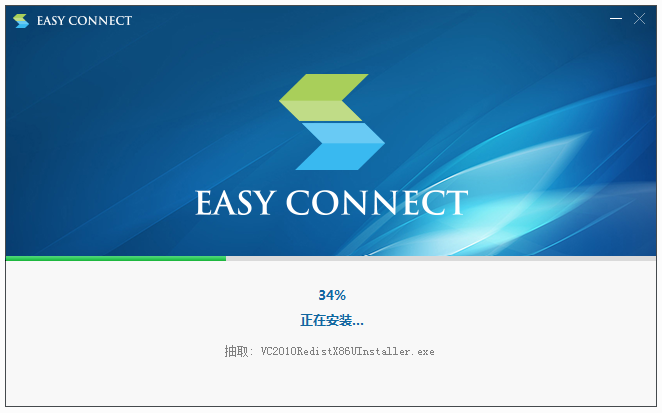 EASY CONNECT
EASY CONNECT
34%
正在安装...
抽取: VC2010RedistX86UInstaller.exe